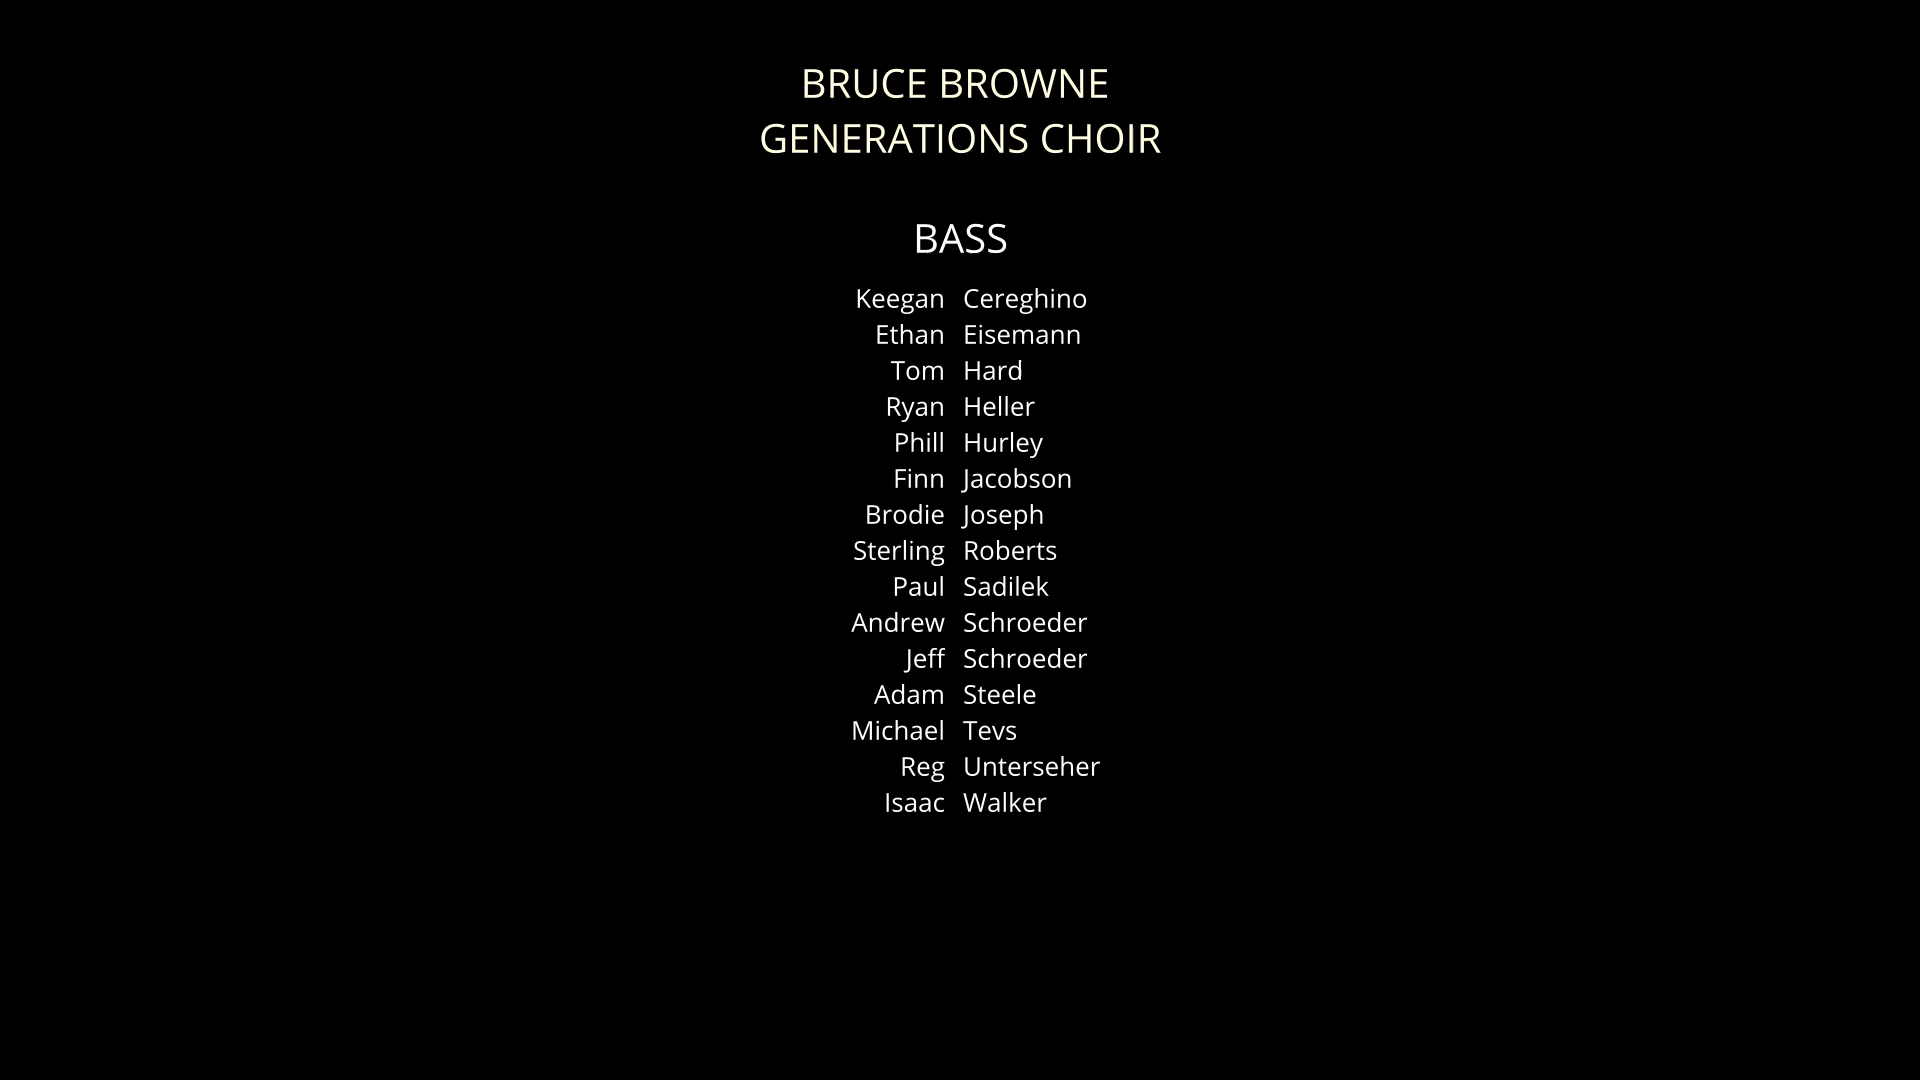 BRUCE BROWNE
GENERATIONS CHOIR
BASS
Keegan Cereghino
Ethan Eisemann
Tom Hard
Ryan Heller
Phill Hurley
Finn Jacobson
Brodie Joseph
Sterling Roberts
Paul Sadilek
Andrew Schroeder
Jeff Schroeder
Adam Steele
Michael Tevs
Reg Unterseher
Isaac Walker